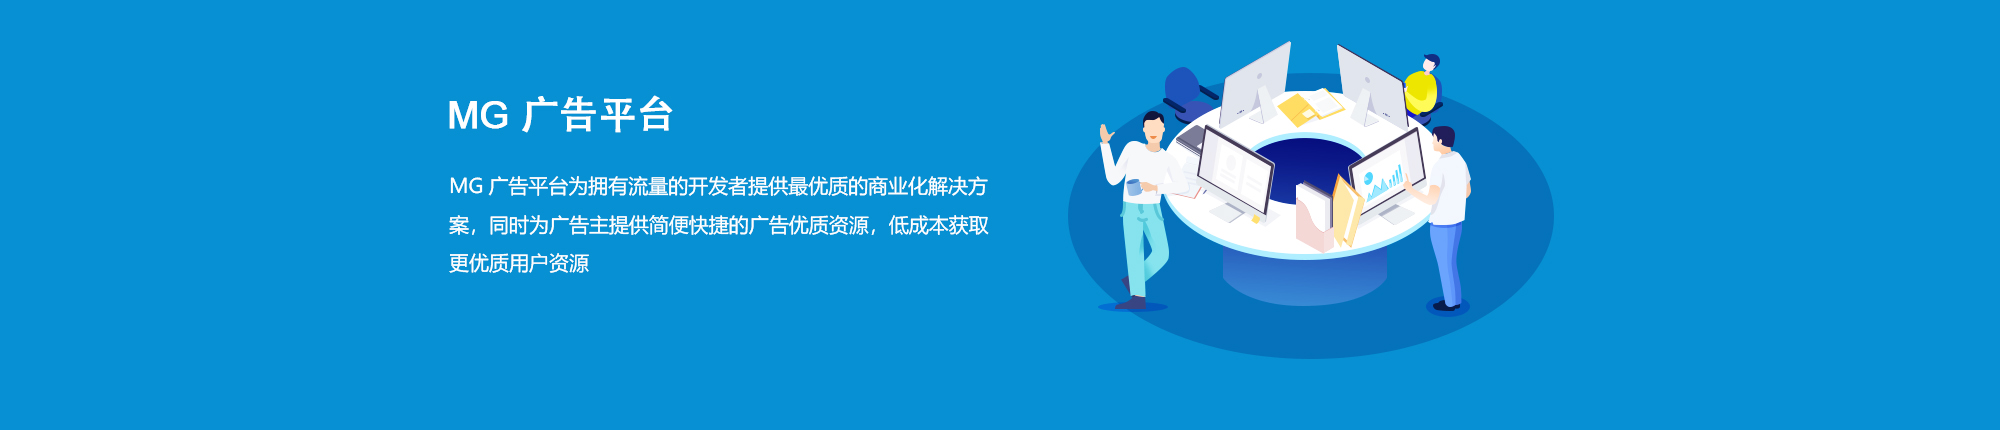 MG 广告平台
MG 广告平台为拥有流量的开发者提供最优质的商业化解决方
案，同时为广告主提供简便快捷的广告优质资源，低成本获取
更优质用户资源